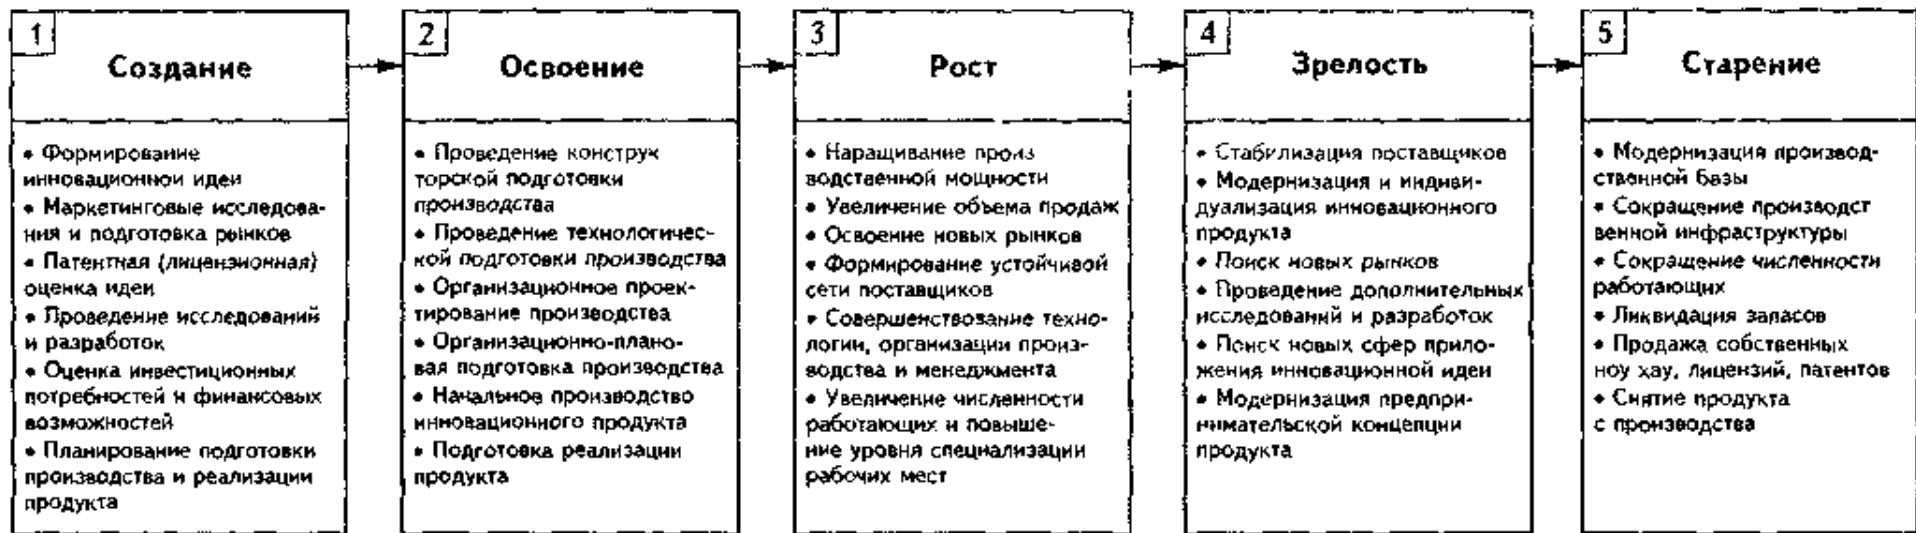 1
Создание
• Формирование
инновационной идеи
• Маркетинговые исследова-
ния и подготовка рынков
• Патентная (лицензионная)
оценка идеи
• Проведение исследований
и разработок
• Оценка инвестиционных
потребностей и финансовых
возможностей
• Планирование подготовки
производства и реализации
продукта
2
Освоение
• Проведение конструк
торской подготовки
производства
• Проведение технологичес-
кой подготовки производства
• Организационное проек-
тирование производства
• Организационно-плано-
вая подготовка производства
• Начальное производство
инновационного продукта
• Подготовка реализации
продукта
3
Рост
• Наращивание произ
водственной мощности
• Увеличение объема продаж
• Освоение новых рынков
• Формирование устойчивой
сети поставщиков
• Совершенствование техно-
логии, организации произ-
водства и менеджмента
• Увеличение численности
работающих и повыше-
ние уровня специализации
рабочих мест
4
Зрелость
• Стабилизация поставщиков
• Модернизация и индиви-
дуализация инновационного
продукта
• Поиск новых рынков
• Проведение дополнительных
исследований и разработок
• Поиск новых сфер прило-
жения инновационной идеи
• Модернизация предпри-
нимательской концепции
продукта
5
Старение
• Модернизация производ-
ственной базы
• Сокращение производст
венной инфраструктуры
• Сокращение численности
работающих
• Ликвидация запасов
• Продажа собственных
ноу хау, лицензий, патентов
• Снятие продукта
с производства